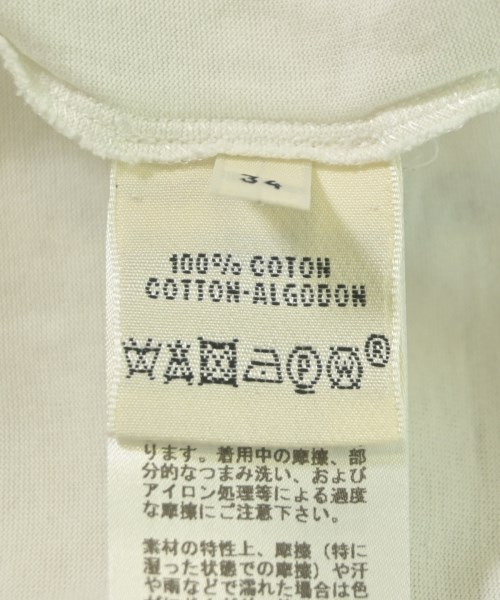 34
100% COTON
COTTON-ALGODON
P W ®
ります。着用中の摩擦、部
分的なつまみ洗い、および
アイロン処理等による過度
な摩擦にご注意下さい。
素材の特性上、摩擦（特に
湿った状態での摩擦）や汗
や雨などで濡れた場合は色